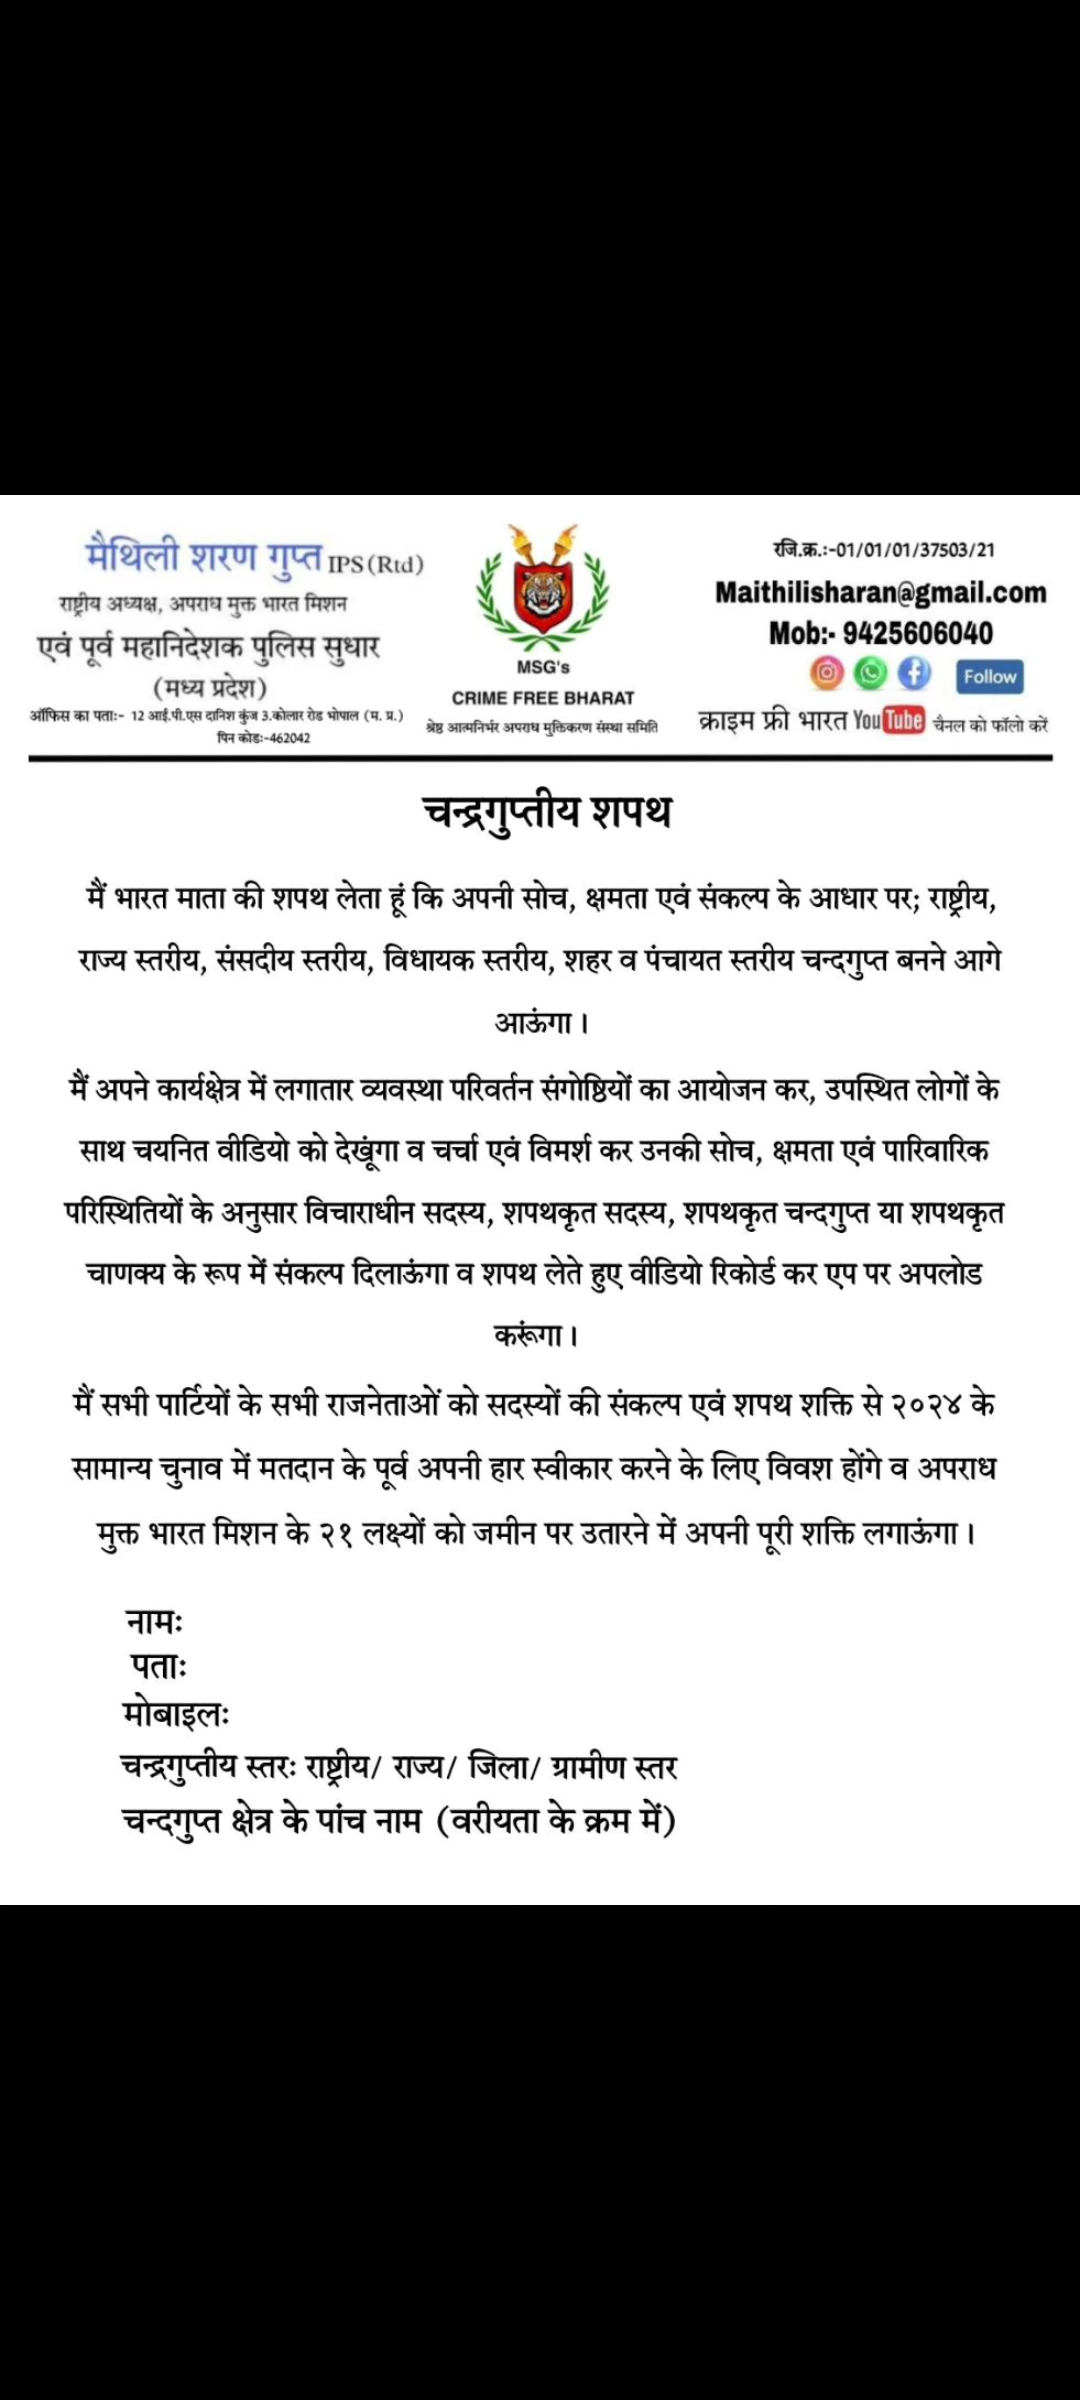 मैथिली शरण गुप्त IPS (Rtd)
राष्ट्रीय अध्यक्ष, अपराध मुक्त भारत मिशन
एवं पूर्व महानिदेशक पुलिस सुधार
(मध्य प्रदेश)
ऑफिस का पताः- 12 आई.पी.एस दानिश कुंज 3.कोलार रोड भोपाल (म. प्र.)
पिन कोडः-462042
MSG's
CRIME FREE BHARAT
श्रेष्ठ आत्मनिर्भर अपराध मुक्तिकरण संस्था समिति
रजि.क्र.:-01/01/01/37503/21
Maithilisharan@gmail.com
Mob:- 9425606040
Follow
क्राइम फ्री भारत YouTube चैनल को फॉलो करें
चन्द्रगुप्तीय शपथ
मैं भारत माता की शपथ लेता हूं कि अपनी सोच, क्षमता एवं संकल्प के आधार पर; राष्ट्रीय,
राज्य स्तरीय, संसदीय स्तरीय, विधायक स्तरीय, शहर व पंचायत स्तरीय चन्दगुप्त बनने आगे
आऊंगा।
मैं अपने कार्यक्षेत्र में लगातार व्यवस्था परिवर्तन संगोष्ठियों का आयोजन कर, उपस्थित लोगों के
साथ चयनित वीडियो को देखूंगा व चर्चा एवं विमर्श कर उनकी सोच, क्षमता एवं पारिवारिक
परिस्थितियों के अनुसार विचाराधीन सदस्य, शपथकृत सदस्य, शपथकृत चन्दगुप्त या शपथकृत
चाणक्य के रूप में संकल्प दिलाऊंगा व शपथ लेते हुए वीडियो रिकोर्ड कर एप पर अपलोड
करूंगा।
मैं सभी पार्टियों के सभी राजनेताओं को सदस्यों की संकल्प एवं शपथ शक्ति से २०२४ के
सामान्य चुनाव में मतदान के पूर्व अपनी हार स्वीकार करने के लिए विवश होंगे व अपराध
मुक्त भारत मिशन के २१ लक्ष्यों को जमीन पर उतारने में अपनी पूरी शक्ति लगाऊंगा।
नामः
पताः
मोबाइलः
चन्द्रगुप्तीय स्तरः राष्ट्रीय/ राज्य/ जिला/ ग्रामीण स्तर
चन्दगुप्त क्षेत्र के पांच नाम (वरीयता के क्रम में)